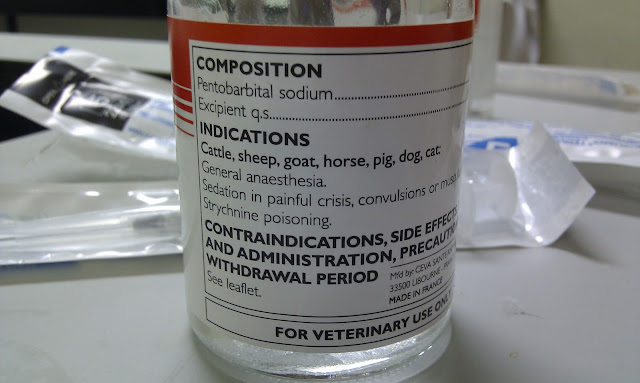 COMPOSITION
Pentobarbital sodium
Excipient q.s
INDICATIONS
Cattle, sheep, goat, horse, pig, dog, cat:
General anaesthesia.
Sedation in painful crisis, convulsions or
Strychnine poisoning.
CONTRAINDICATIONS, SIDE EFFECTS
AND ADMINISTRATION,
WITHDRAWAL PERIOD
See leaflet.
Mfd by: CEVA
33500 LIBOURNE -
MADE IN FRANCE
FOR VETERINARY USE ONLY